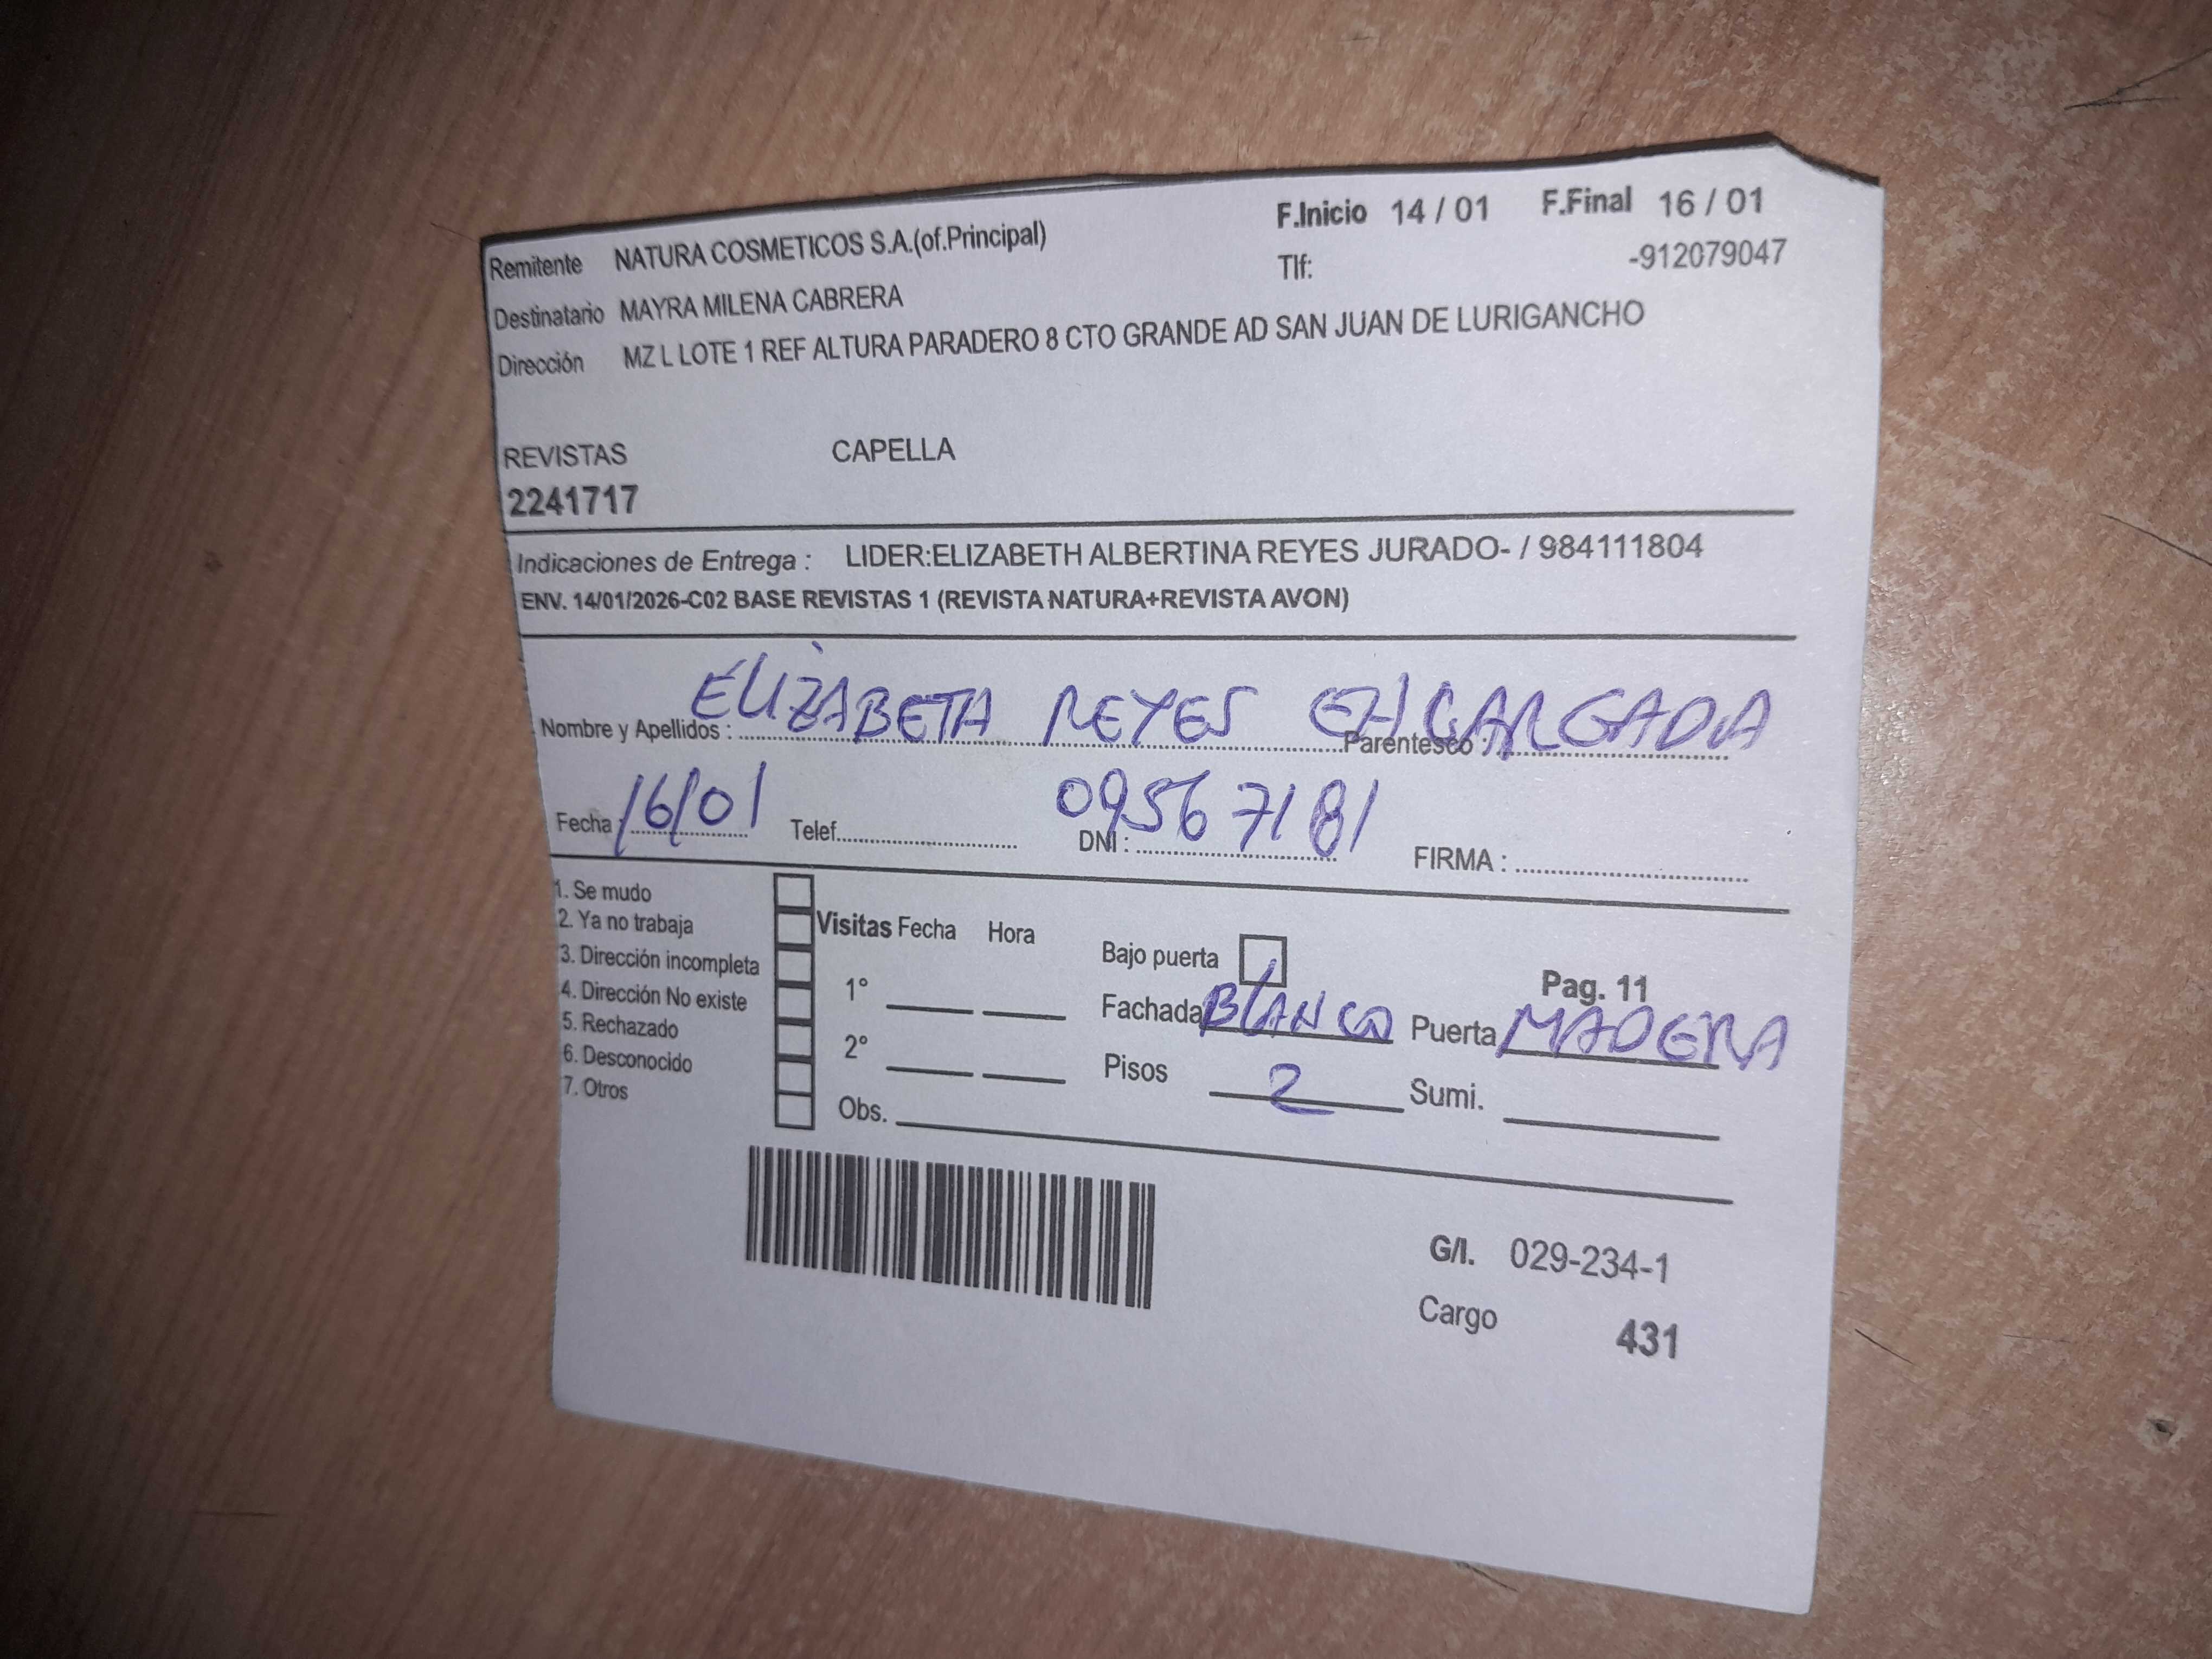 Remitente NATURA COSMETICOS S.A.(of.Principal) F.Inicio 14 / 01 F.Final 16 / 01
Destinatario MAYRA MILENA CABRERA Tlf: -912079047
Dirección MZ L LOTE 1 REF ALTURA PARADERO 8 CTO GRANDE AD SAN JUAN DE LURIGANCHO
REVISTAS CAPELLA
2241717
Indicaciones de Entrega : LIDER:ELIZABETH ALBERTINA REYES JURADO- / 984111804
ENV. 14/01/2026-C02 BASE REVISTAS 1 (REVISTA NATURA+REVISTA AVON)
Nombre y Apellidos : ELIZABETH REYES Parentesco : ENCARGADA
Fecha : 16/01 Telef. DNI : 09567181 FIRMA :
1. Se mudo
2. Ya no trabaja Visitas Fecha Hora Bajo puerta
3. Dirección incompleta 1° Fachada BLANCO Pag. 11
4. Dirección No existe Puerta MADERA
5. Rechazado 2° Pisos 2 Sumi.
6. Desconocido
7. Otros Obs.
G/I. 029-234-1
Cargo 431